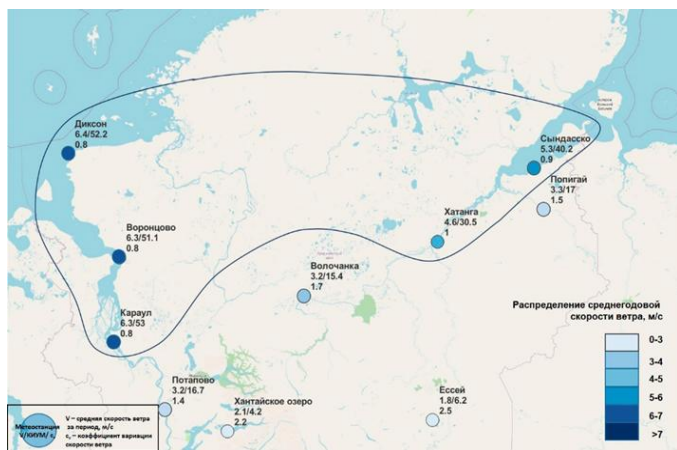 Диксон
6.4/52.2
0.8
Сындасско
5.3/40.2
0.9
Попигай
3.3/17
1.5
Воронцово
6.3/51.1
0.8
Хатанга
4.6/30.5
1
Волочанка
3.2/15.4
1.7
Караул
6.3/53
0.8
Потапово
3.2/16.7
1.4
Хантайское озеро
2.1/4.2
2.2
Ессей
1.8/6.2
2.5
Распределение среднегодовой
скорости ветра, м/с
0-3
3-4
4-5
5-6
6-7
>7
Метеостанция
V/КИУМ/ cᵥ
V – средняя скорость ветра
за период, м/с
cᵥ – коэффициент вариации
скорости ветра